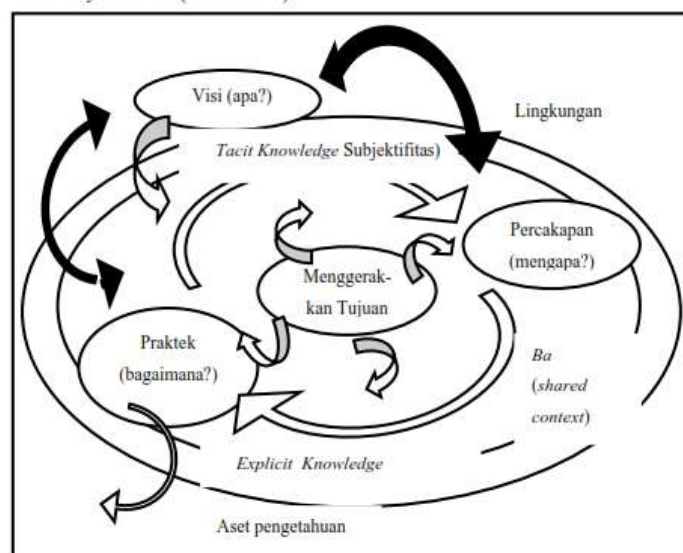 Visi (apa?)
Lingkungan
Tacit Knowledge Subjektifitas)
Percakapan
(mengapa?)
Menggerak-
kan Tujuan
Praktek
(bagaimana?)
Ba
(shared
context)
Explicit Knowledge
Aset pengetahuan